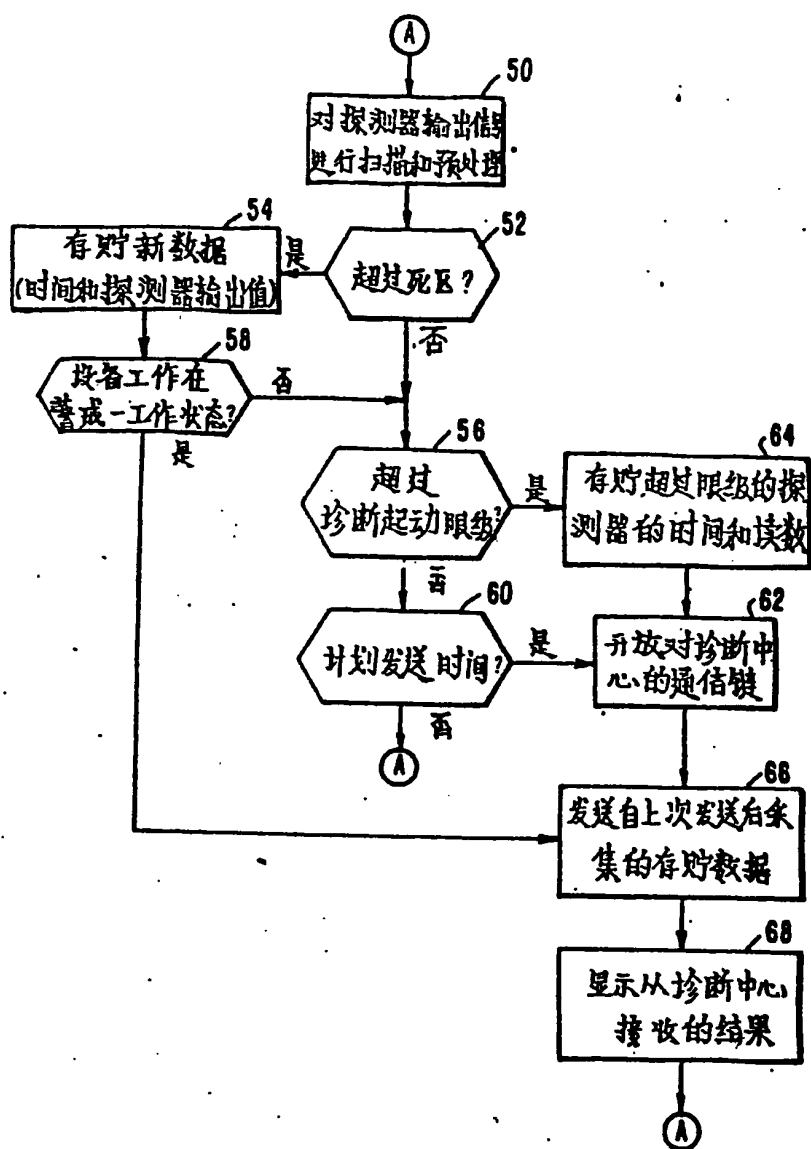 A
50
对探测器输出信号
进行扫描和预处理
54
52
存贮新数据
(时间和探测器输出值)
是
超过死区?
否
58
设备工作在
警戒一工作状态?
否
是
56
超过
诊断起动限级?
是
64
存贮超过限级的探
测器的时间和读数
否
60
计划发送时间?
是
62
开放对诊断中
心的通信链
否
A
66
发送自上次发送后采
集的存贮数据
68
显示从诊断中心
接收的结果
A